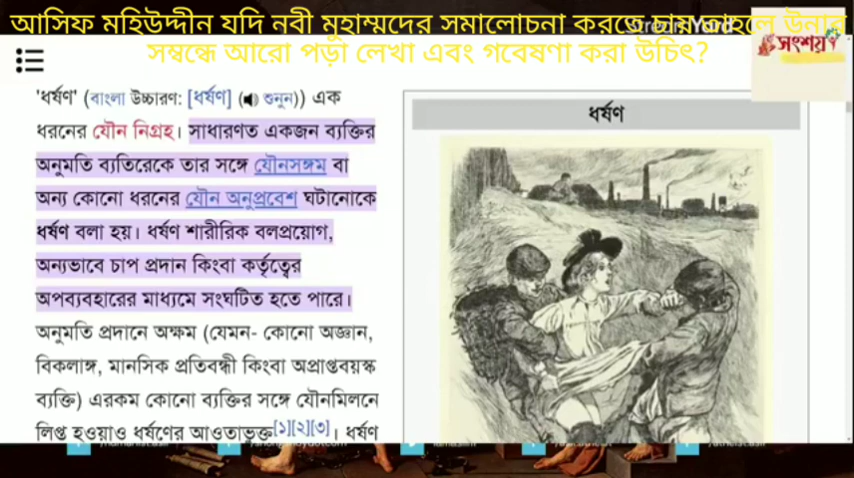 আসিফ মহিউদ্দীন যদি নবী মুহাম্মদের সমালোচনা করতে চায় তাহলে উনার
সম্বন্ধে আরো পড়া লেখা এবং গবেষণা করা উচিৎ?
সংশয়
'ধর্ষণ' (বাংলা উচ্চারণ: [ধর্ষণ] (শুনুন)) এক
ধরনের যৌন নিগ্রহ। সাধারণত একজন ব্যক্তির
অনুমতি ব্যতিরেকে তার সঙ্গে যৌনসঙ্গম বা
অন্য কোনো ধরনের যৌন অনুপ্রবেশ ঘটানোকে
ধর্ষণ বলা হয়। ধর্ষণ শারীরিক বলপ্রয়োগ,
অন্যভাবে চাপ প্রদান কিংবা কর্তৃত্বের
অপব্যবহারের মাধ্যমে সংঘটিত হতে পারে।
অনুমতি প্রদানে অক্ষম (যেমন- কোনো অজ্ঞান,
বিকলাঙ্গ, মানসিক প্রতিবন্ধী কিংবা অপ্রাপ্তবয়স্ক
ব্যক্তি) এরকম কোনো ব্যক্তির সঙ্গে যৌনমিলনে
লিপ্ত হওয়াও ধর্ষণের আওতাভুক্ত[১][২][৩]। ধর্ষণ
ধর্ষণ